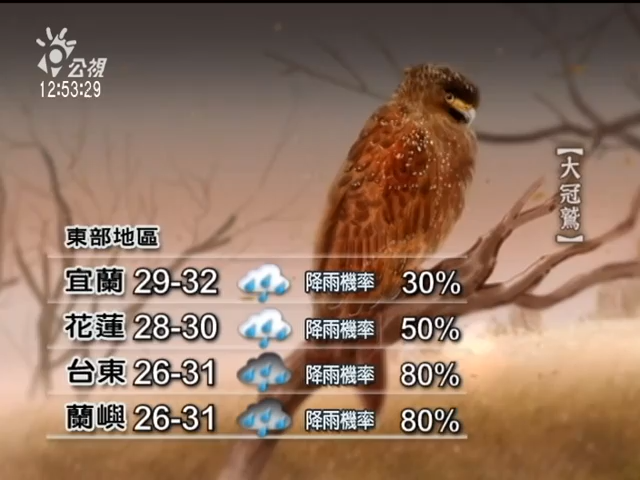 公視
12:53:29
【大冠鷲】
東部地區
宜蘭 29-32 降雨機率 30%
花蓮 28-30 降雨機率 50%
台東 26-31 降雨機率 80%
蘭嶼 26-31 降雨機率 80%